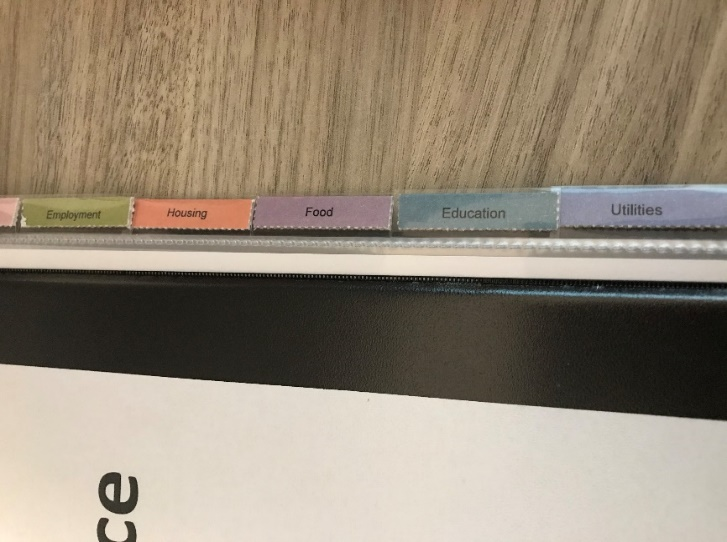 Employment
Housing
Food
Education
Utilities
ce